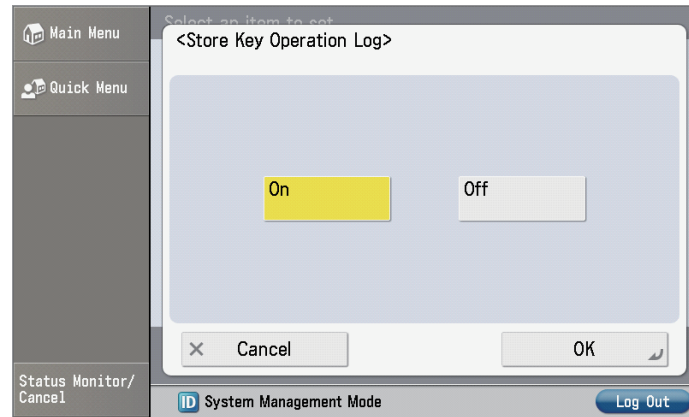 Main Menu
Quick Menu
Select an item to set.
<Store Key Operation Log>
On
Off
Cancel
OK
Status Monitor/
Cancel
ID System Management Mode
Log Out